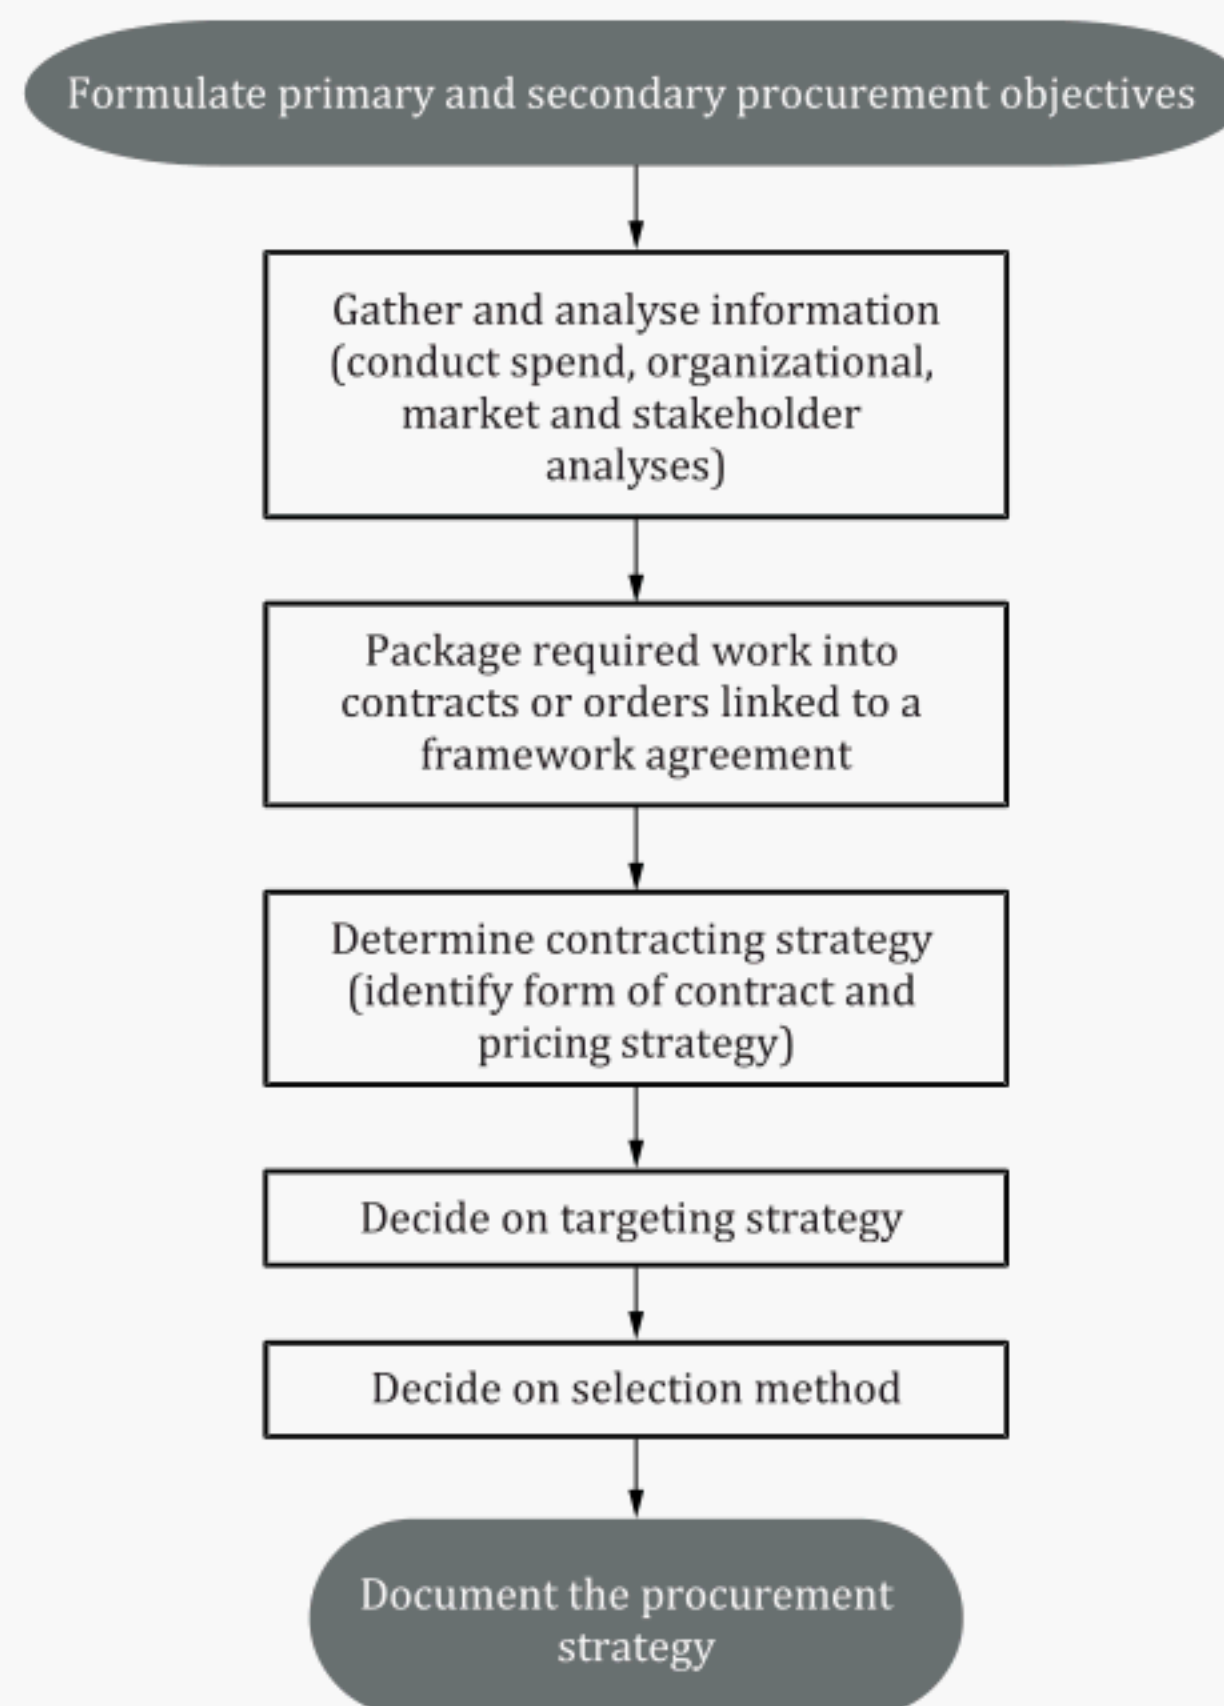 Formulate primary and secondary procurement objectives
Gather and analyse information
(conduct spend, organizational,
market and stakeholder
analyses)
Package required work into
contracts or orders linked to a
framework agreement
Determine contracting strategy
(identify form of contract and
pricing strategy)
Decide on targeting strategy
Decide on selection method
Document the procurement
strategy